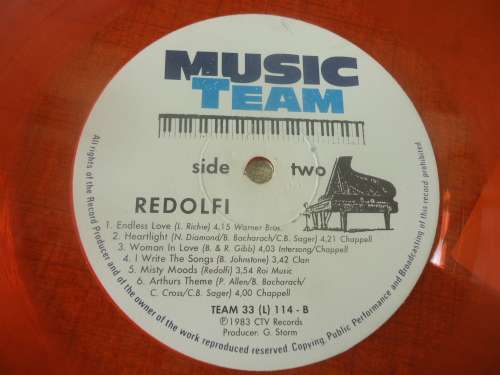 MUSIC
TEAM
side two
REDOLFI
1. Endless Love (L. Richie) 4,15 Warner Bros.
2. Heartlight (N. Diamond/B. Bacharach/C.B. Sager) 4,21 Chappell
3. Woman In Love (B. & R. Gibb) 4,03 Intersong/Chappell
4. I Write The Songs (B. Johnstone) 3,42 Clan
5. Misty Moods (Redolfi) 3,54 Roi Music
6. Arthurs Theme (P. Allen/B. Bacharach/
C. Cross/C.B. Sager) 4,00 Chappell
TEAM 33 (L) 114 - B
℗ 1983 CTV Records
Producer: G. Storm
All rights of the Record Producer and of the owner of the work reproduced reserved. Copying, Public Performance and Broadcasting of this record prohibited.